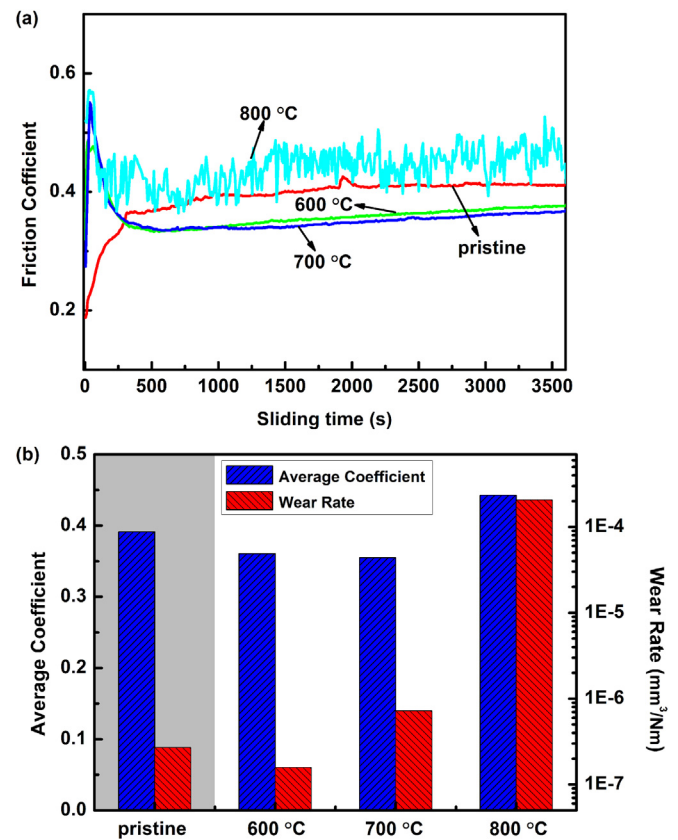 (a)
0.6
0.4
0.2
Friction Coefficient
800 °C
600 °C
700 °C
pristine
0 500 1000 1500 2000 2500 3000 3500
Sliding time (s)
(b)
0.5
0.4
0.3
0.2
0.1
0.0
Average Coefficient
Average Coefficient
Wear Rate
1E-4
1E-5
1E-6
1E-7
Wear Rate (mm³/Nm)
pristine 600 °C 700 °C 800 °C